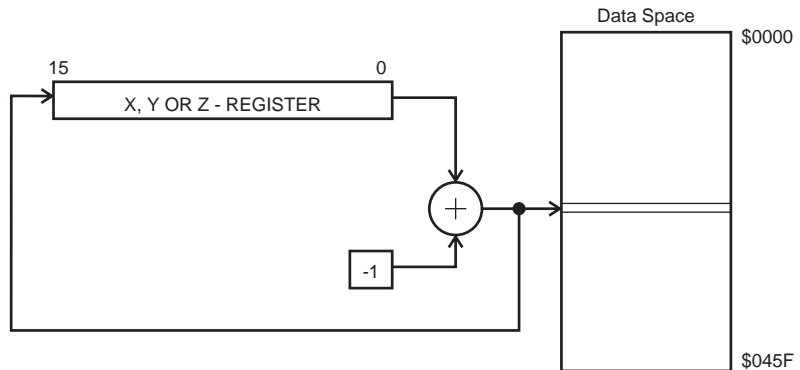 Data Space
$0000
15 0
X, Y OR Z - REGISTER
+
-1
$045F